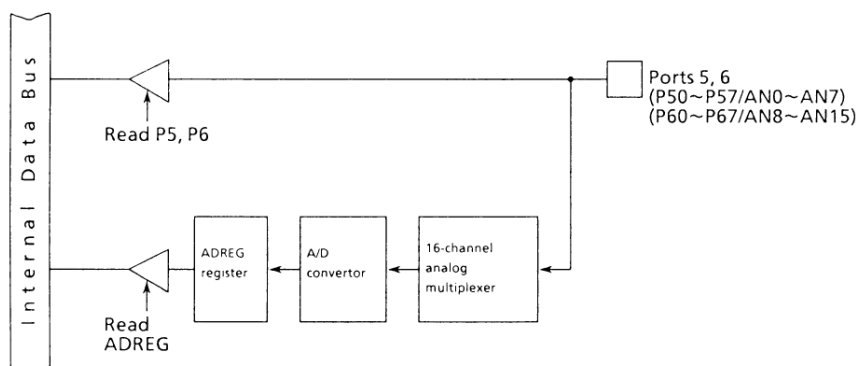 Internal Data Bus
Ports 5, 6
(P50~P57/AN0~AN7)
(P60~P67/AN8~AN15)
Read P5, P6
ADREG
register
A/D
convertor
16-channel
analog
multiplexer
Read
ADREG